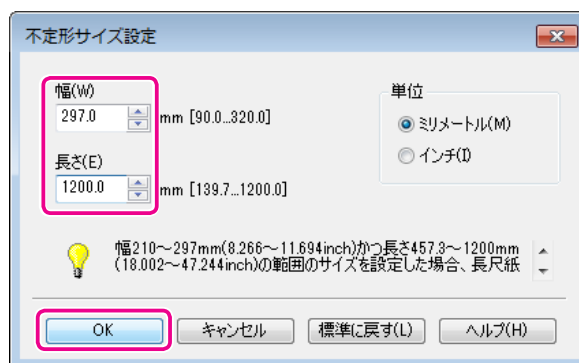 不定形サイズ設定
幅(W)
297.0 mm [90.0...320.0]
長さ(E)
1200.0 mm [139.7...1200.0]
単位
ミリメートル(M)
インチ(I)
幅210～297mm(8.266～11.694inch)かつ長さ457.3～1200mm
(18.002～47.244inch)の範囲のサイズを設定した場合、長尺紙
OK キャンセル 標準に戻す(L) ヘルプ(H)